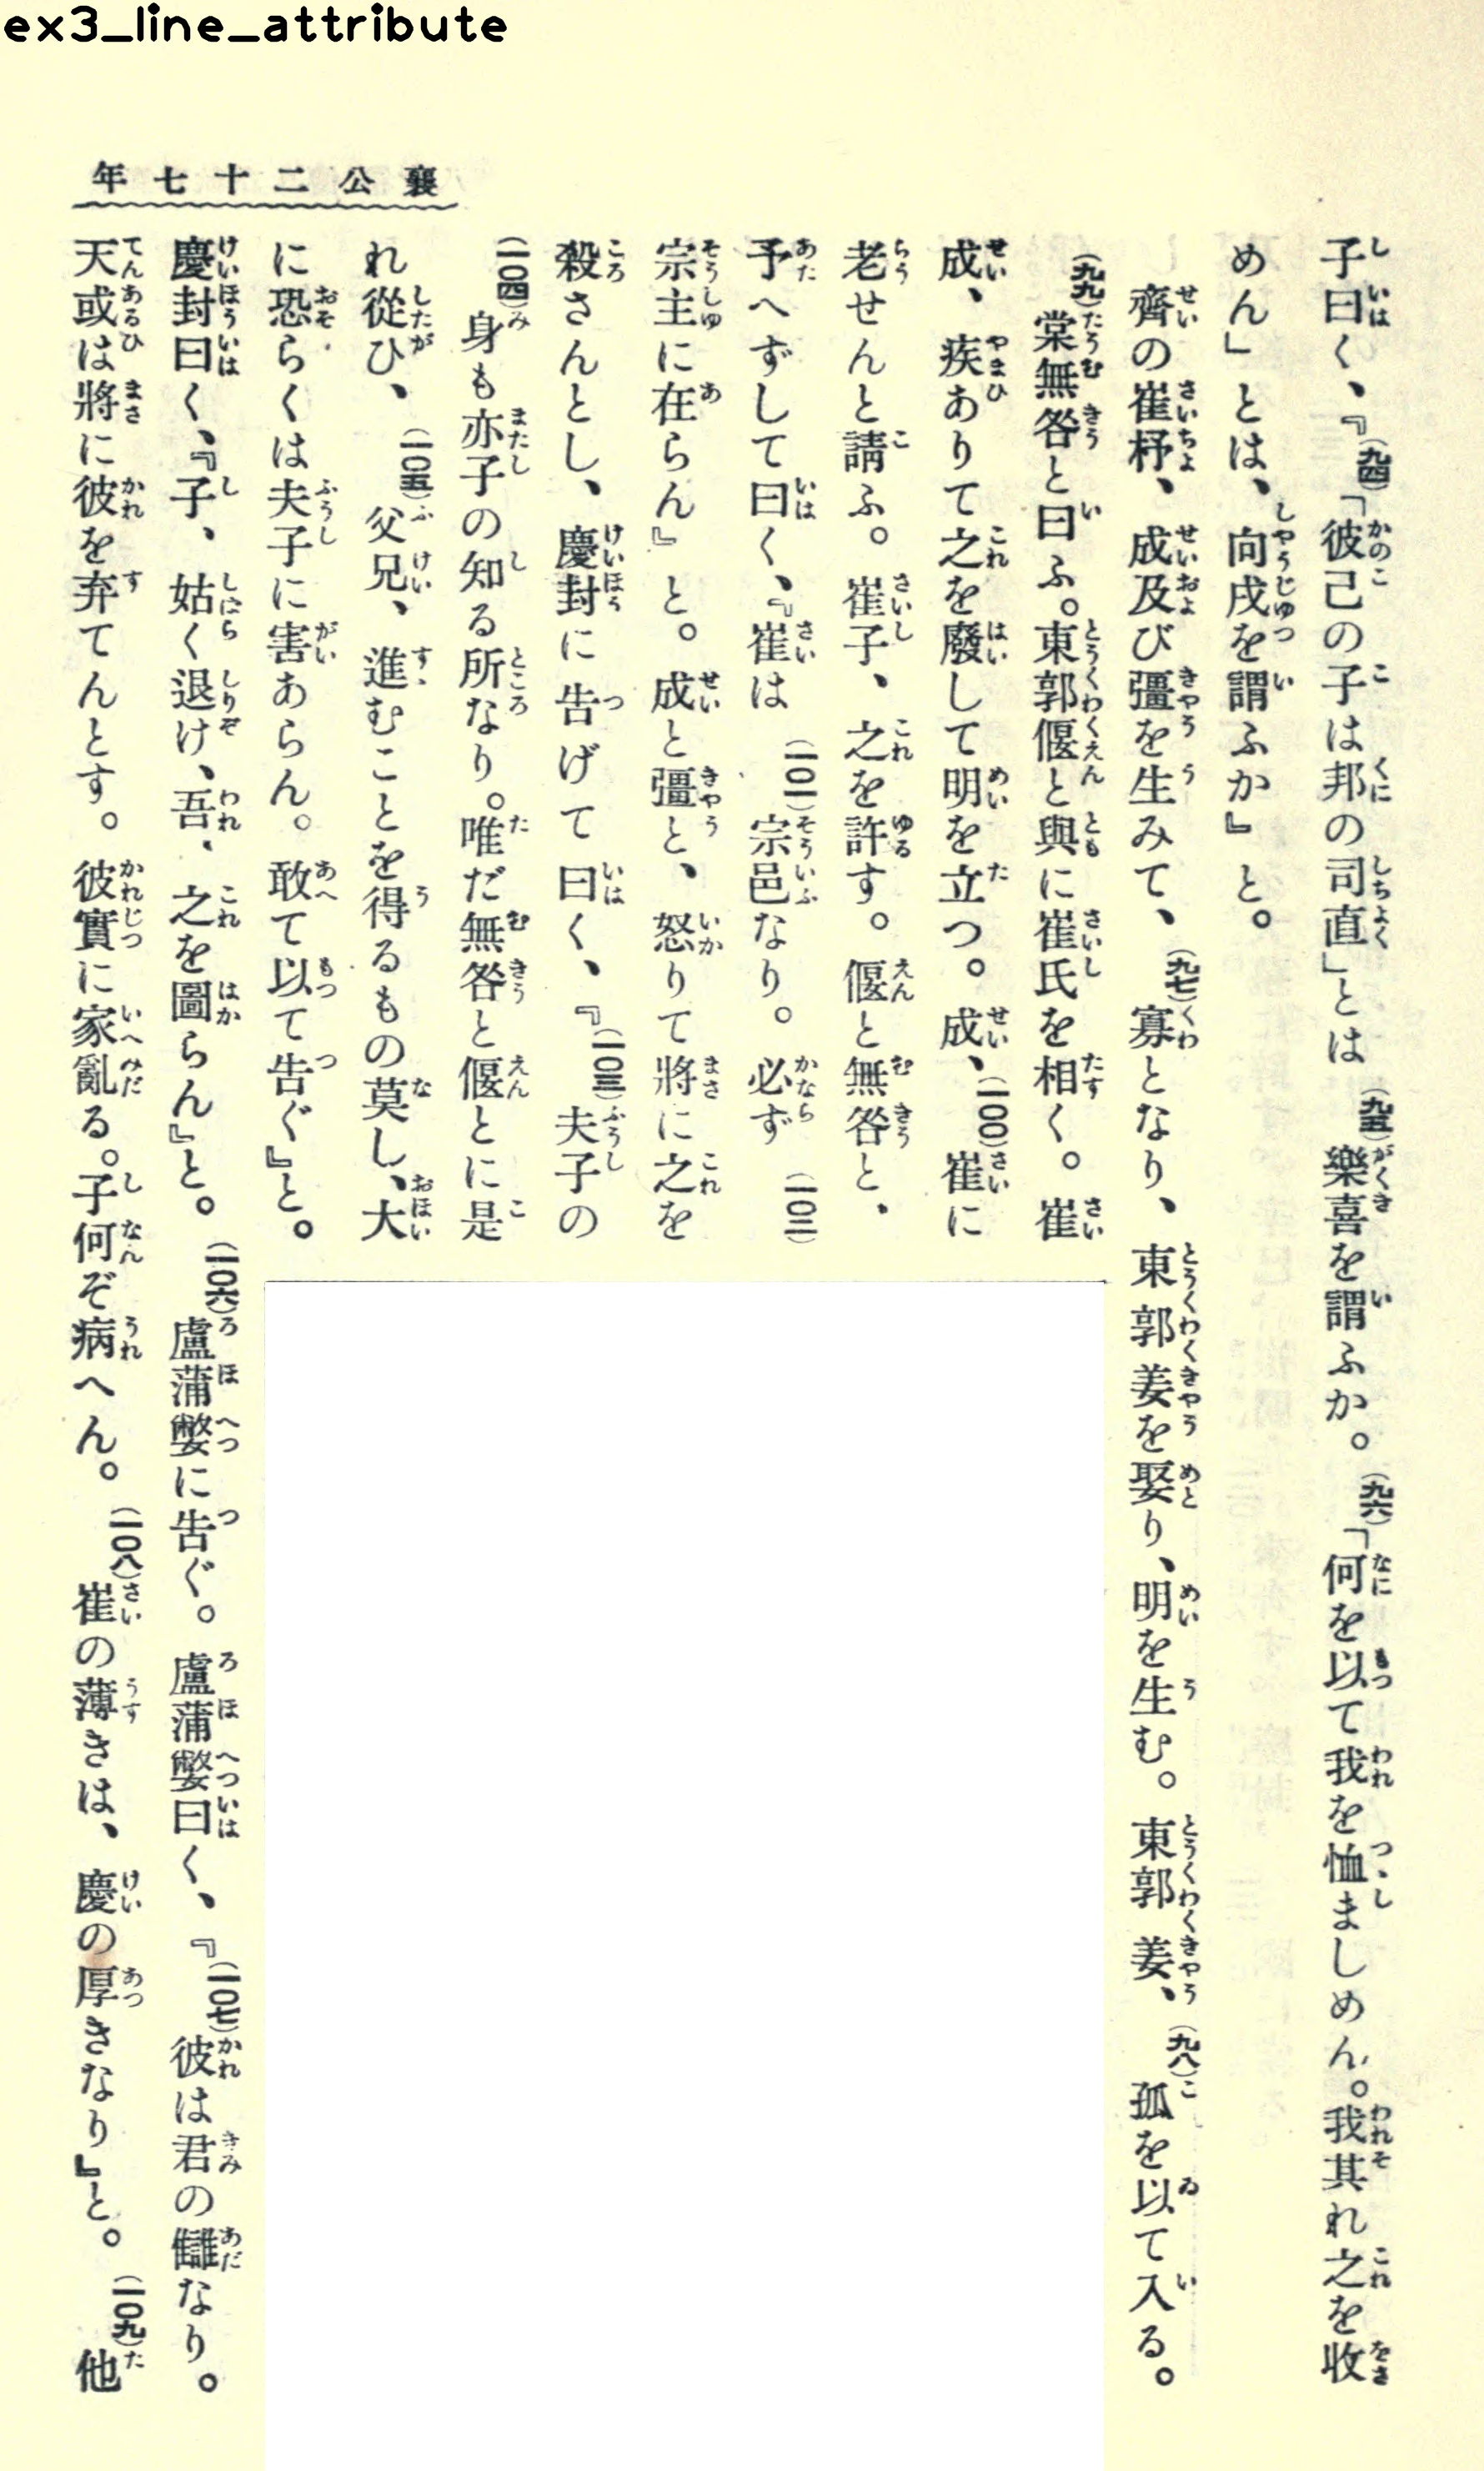 ex3_line_attribute
襄公二十七年
子曰く、『(九四)「彼己の子は邦の司直」とは(九五)樂喜を謂ふか。(九六)「何を以て我を恤ましめん。我其れ之を收
めん」とは、向戌を謂ふか』と。
齊の崔杼、成及び彊を生みて、(九七)寡となり、東郭姜を娶り、明を生む。東郭姜、(九八)孤を以て入る。
(九九)棠無咎と曰ふ。東郭偃と與に崔氏を相く。崔
成、疾ありて之を廢して明を立つ。成、(一〇〇)崔に
老せんと請ふ。崔子、之を許す。偃と無咎と、
予へずして曰く、『崔は(一〇一)宗邑なり。必ず(一〇二)
宗主に在らん』と。成と彊と、怒りて將に之を
殺さんとし、慶封に告げて曰く、『(一〇三)夫子の
(一〇四)身も亦子の知る所なり。唯だ無咎と偃とに是
れ從ひ、(一〇五)父兄、進むことを得るもの莫し、大
に恐らくは夫子に害あらん。敢て以て告ぐ』と。
慶封曰く、『子、姑く退け、吾、之を圖らん』と。(一〇六)盧蒲嫳に告ぐ。盧蒲嫳曰く、『(一〇七)彼は君の讎なり。
天或は將に彼を弃てんとす。彼實に家亂る。子何ぞ病へん。(一〇八)崔の薄きは、慶の厚きなり』と。(一〇九)他